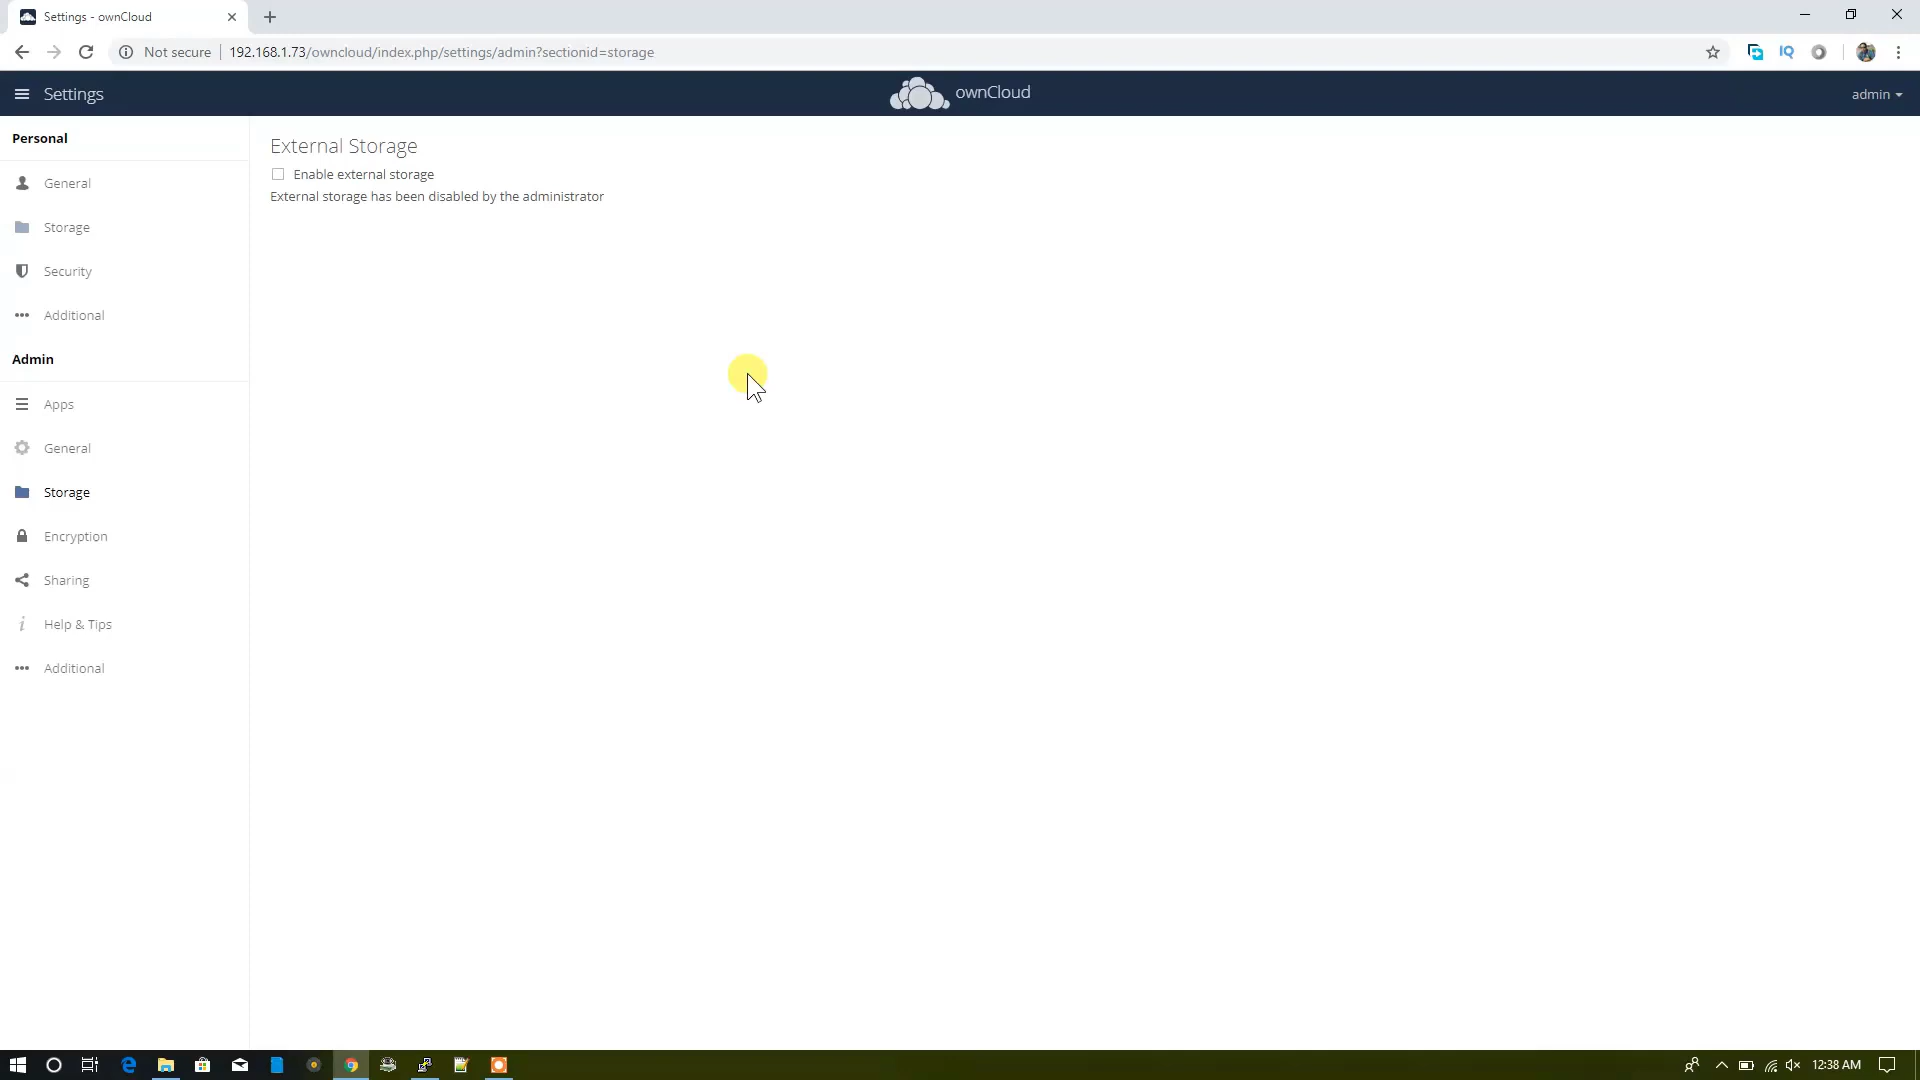 Settings - ownCloud
Not secure
192.168.1.73/owncloud/index.php/settings/admin?sectionid=storage
IQ
Settings
ownCloud
admin
Personal
General
Storage
Security
Additional
Admin
Apps
General
Storage
Encryption
Sharing
Help & Tips
Additional
External Storage
Enable external storage
External storage has been disabled by the administrator
12:38 AM